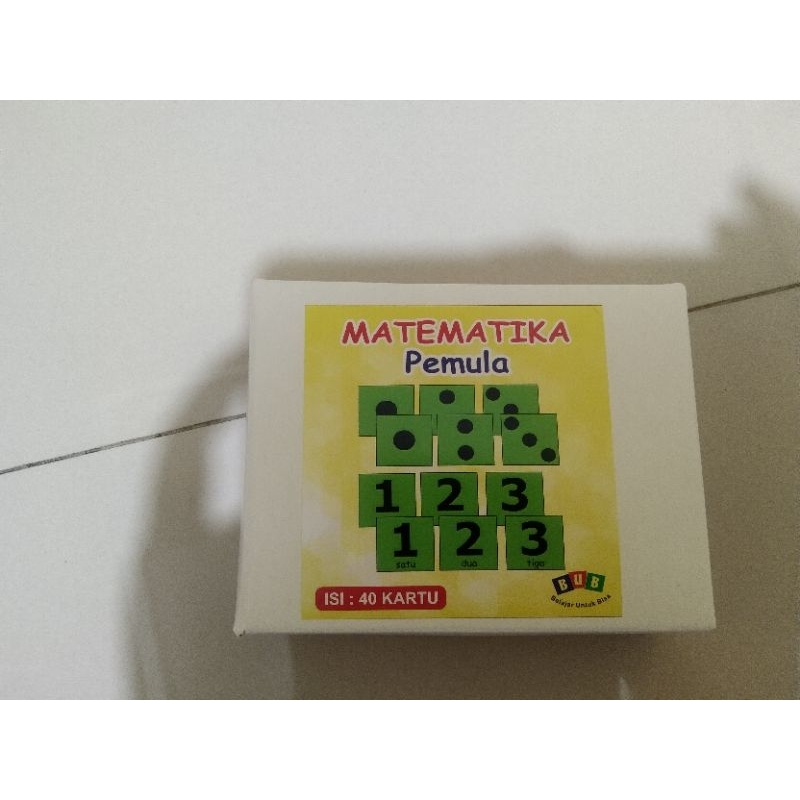 MATEMATIKA
Pemula
1 2 3
1 2 3
satu dua tiga
ISI : 40 KARTU
BUB
Belajar Untuk Bisa